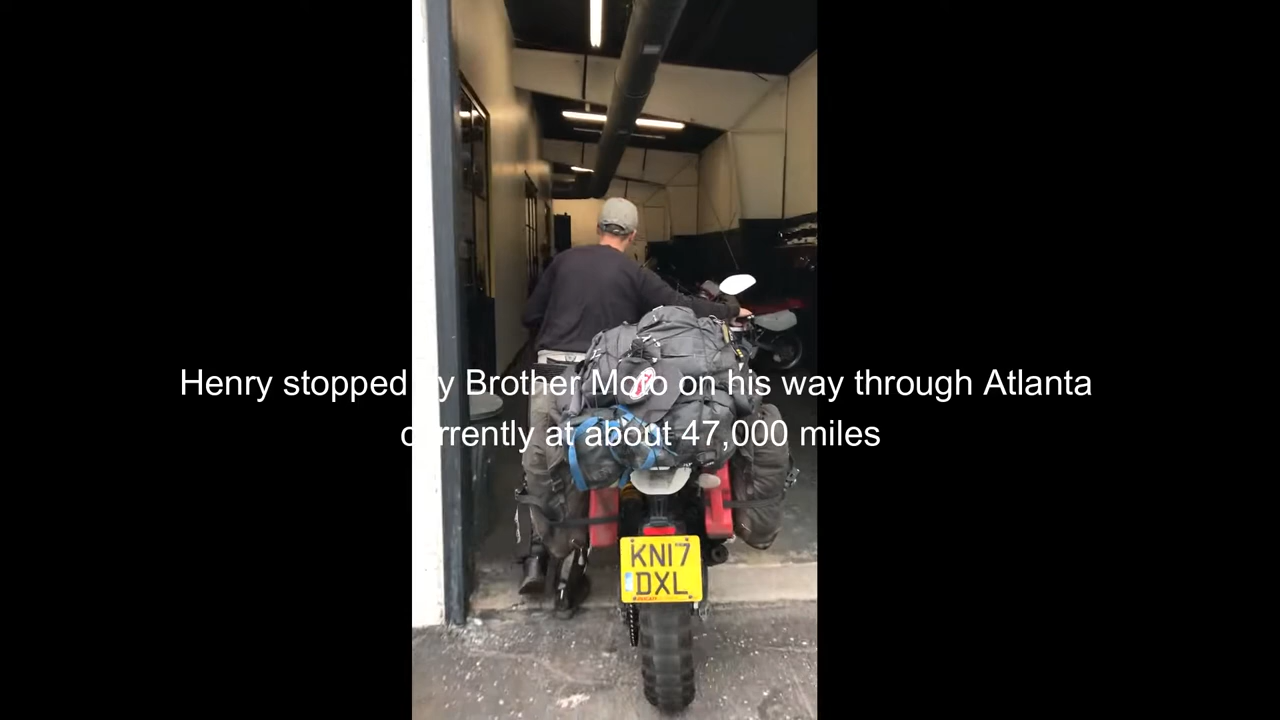 Henry stopped by Brother Moto on his way through Atlanta
currently at about 47,000 miles
KN17
DXL